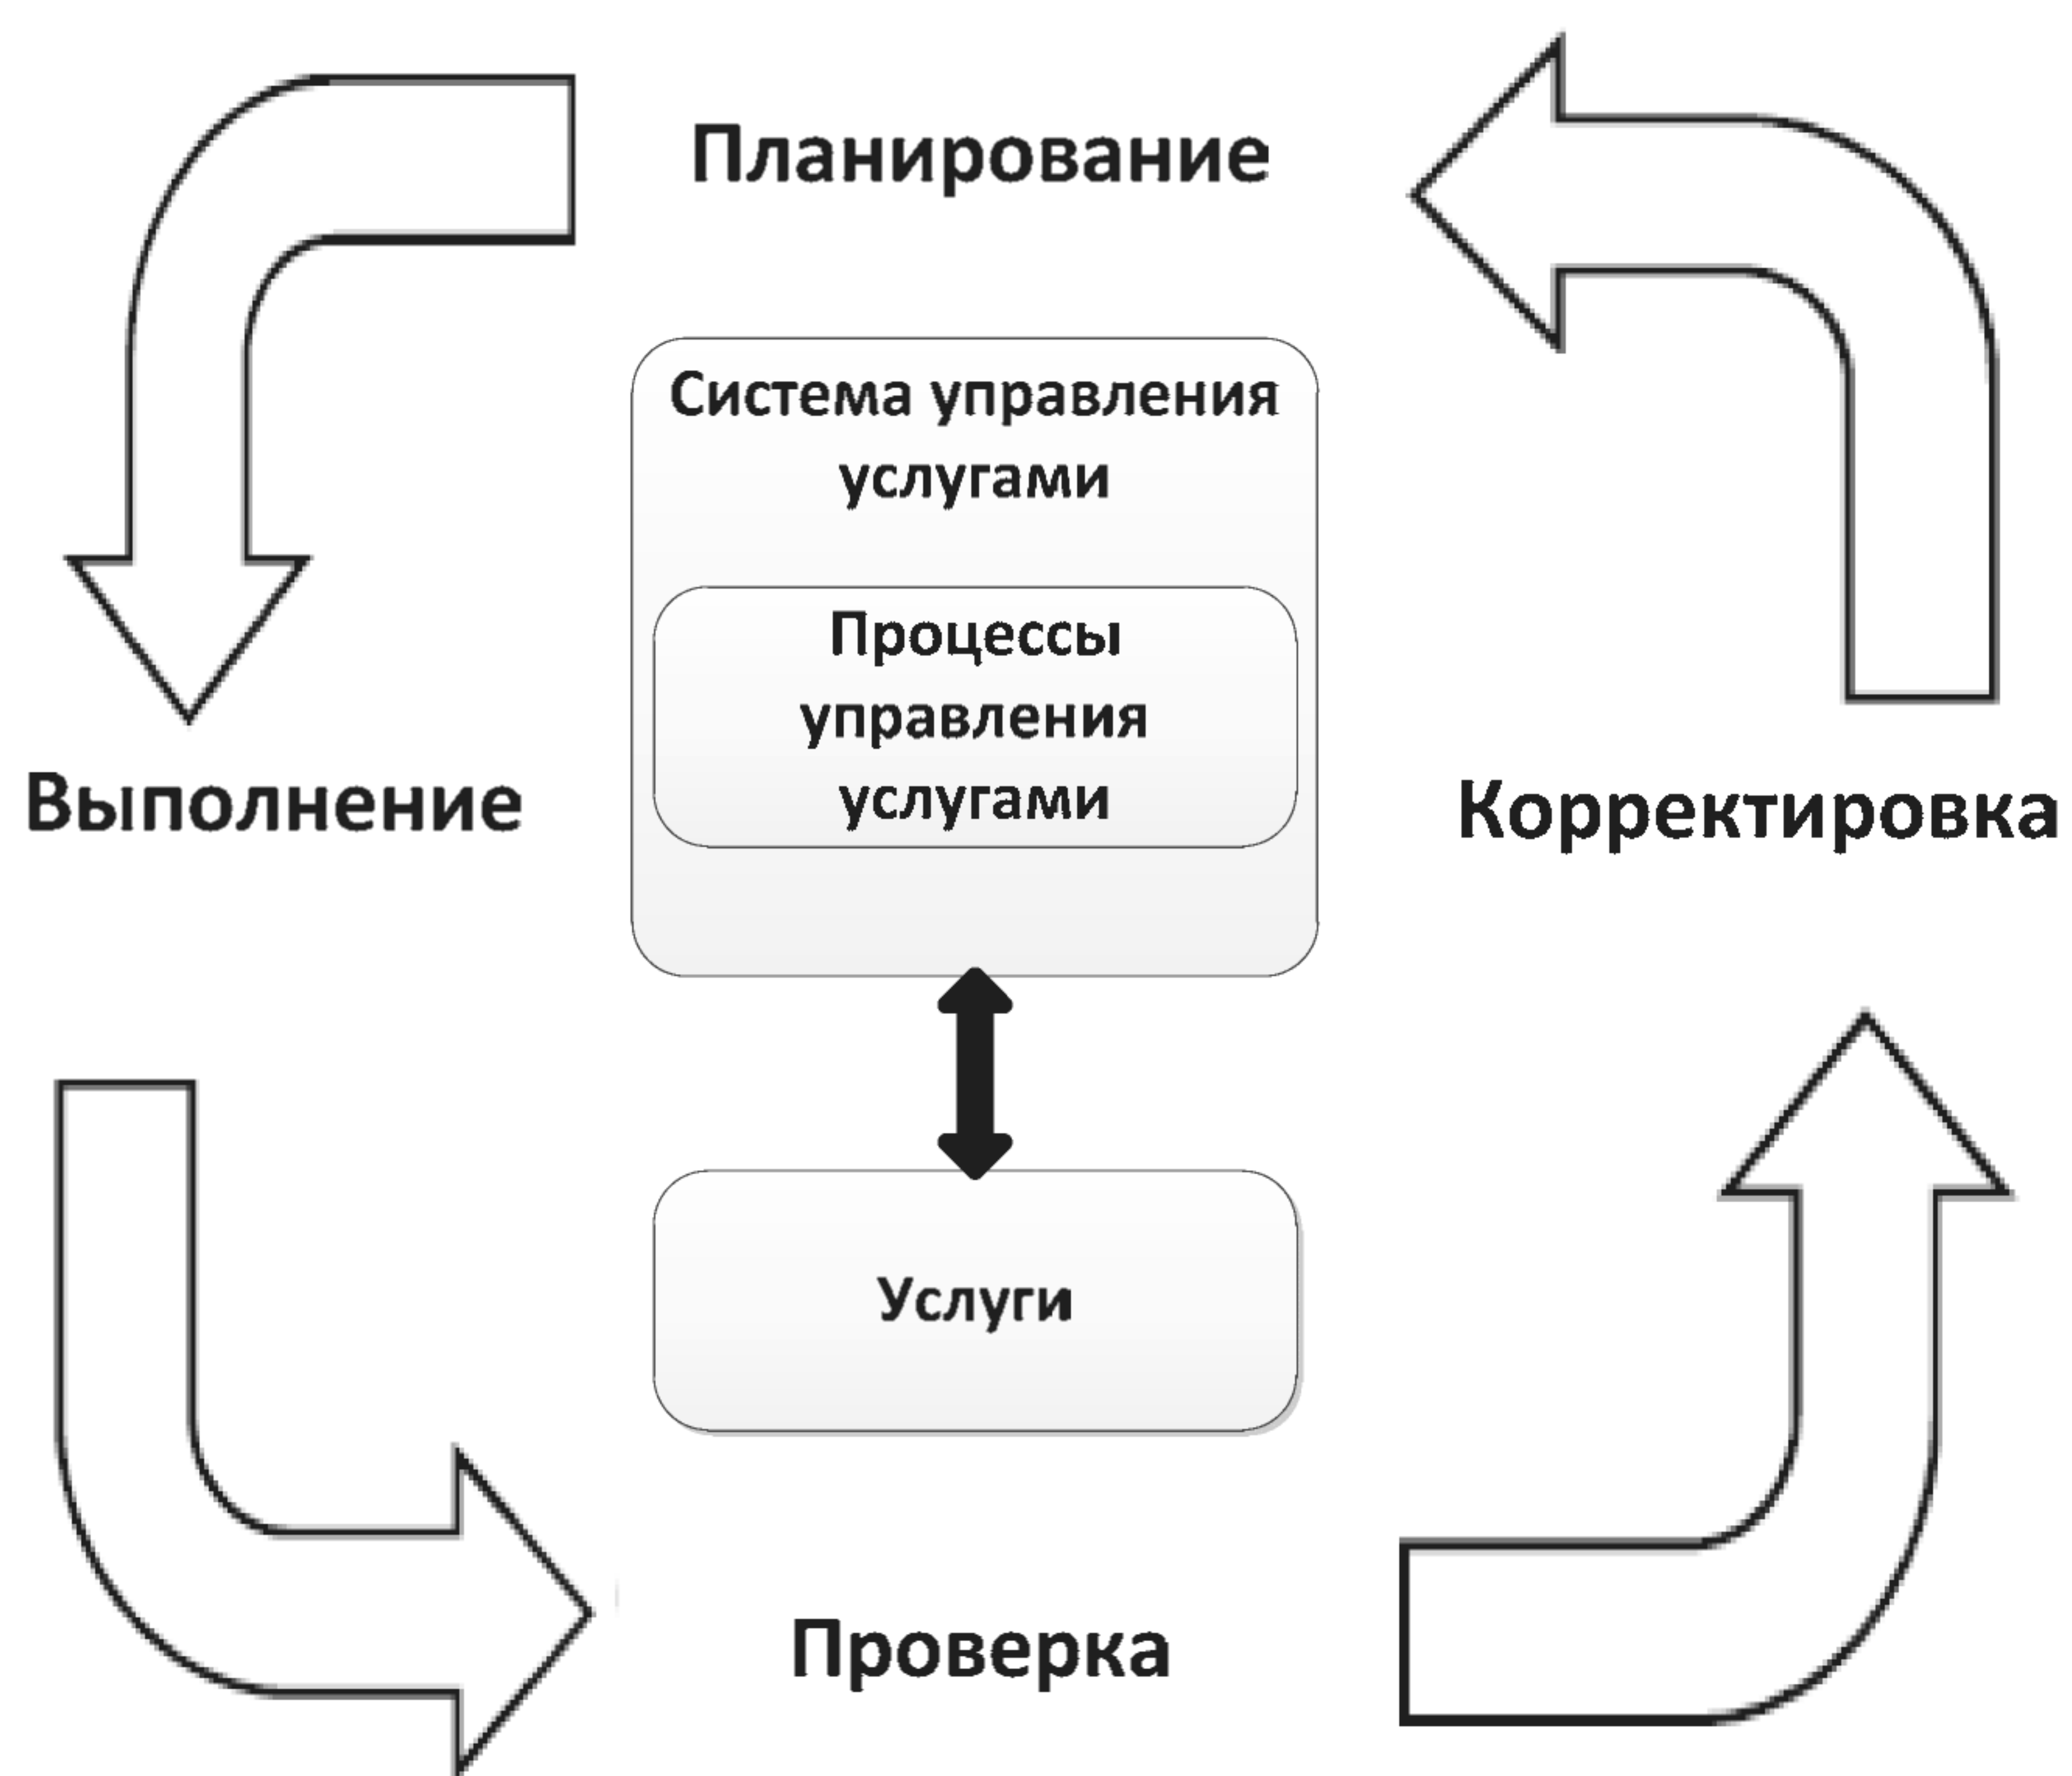 Планирование
Система управления
услугами
Процессы
управления
услугами
Выполнение
Корректировка
Услуги
Проверка